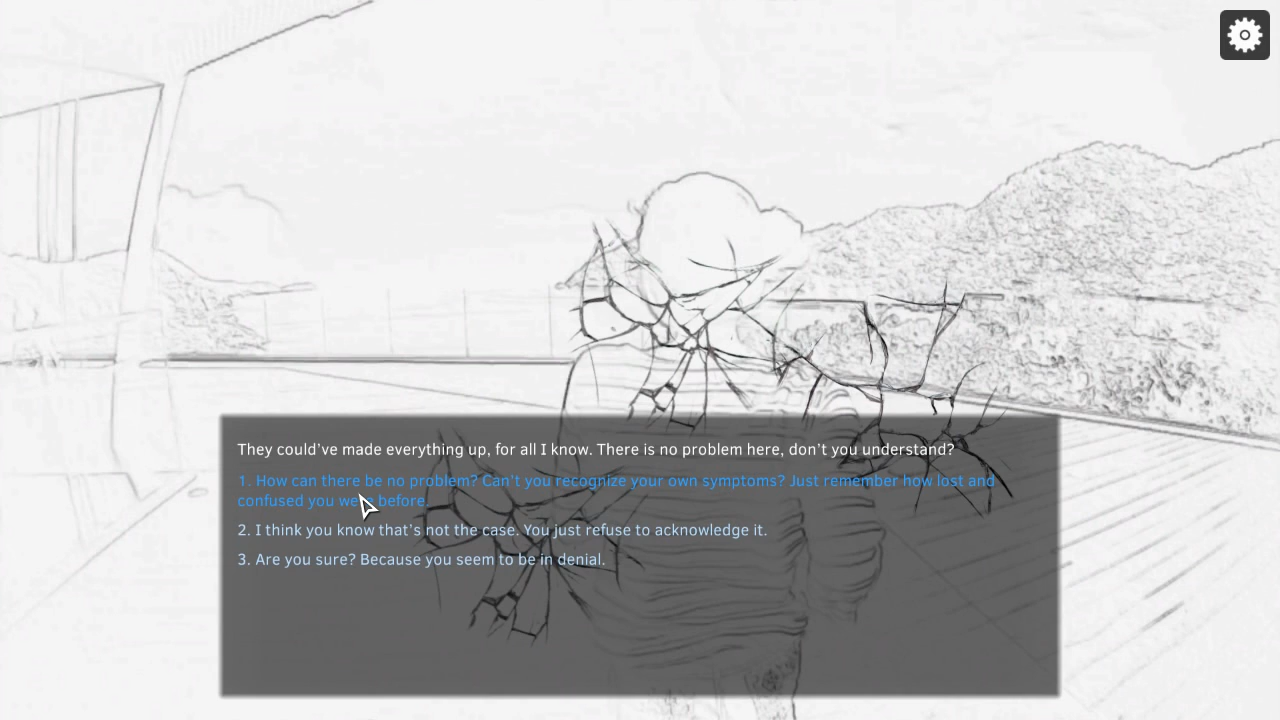 They could've made everything up, for all I know. There is no problem here, don't you understand?
1. How can there be no problem? Can't you recognize your own symptoms? Just remember how lost and
confused you were before.
2. I think you know that's not the case. You just refuse to acknowledge it.
3. Are you sure? Because you seem to be in denial.